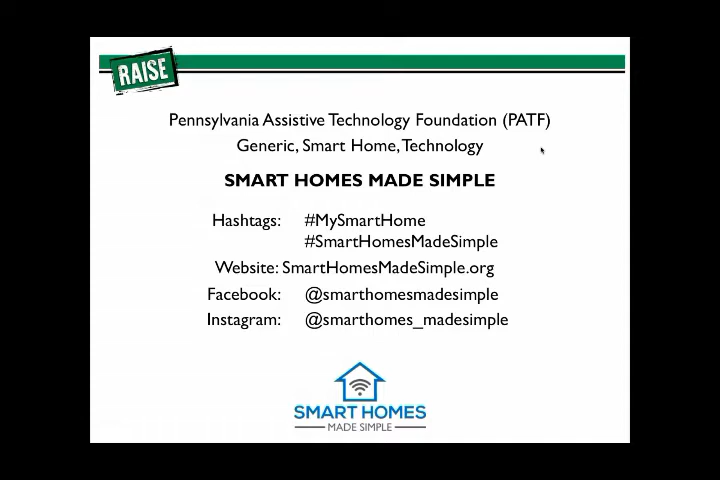 RAISE
Pennsylvania Assistive Technology Foundation (PATF)
Generic, Smart Home, Technology
SMART HOMES MADE SIMPLE
Hashtags: #MySmartHome
#SmartHomesMadeSimple
Website: SmartHomesMadeSimple.org
Facebook: @smarthomesmadesimple
Instagram: @smarthomes_madesimple
SMART HOMES
MADE SIMPLE